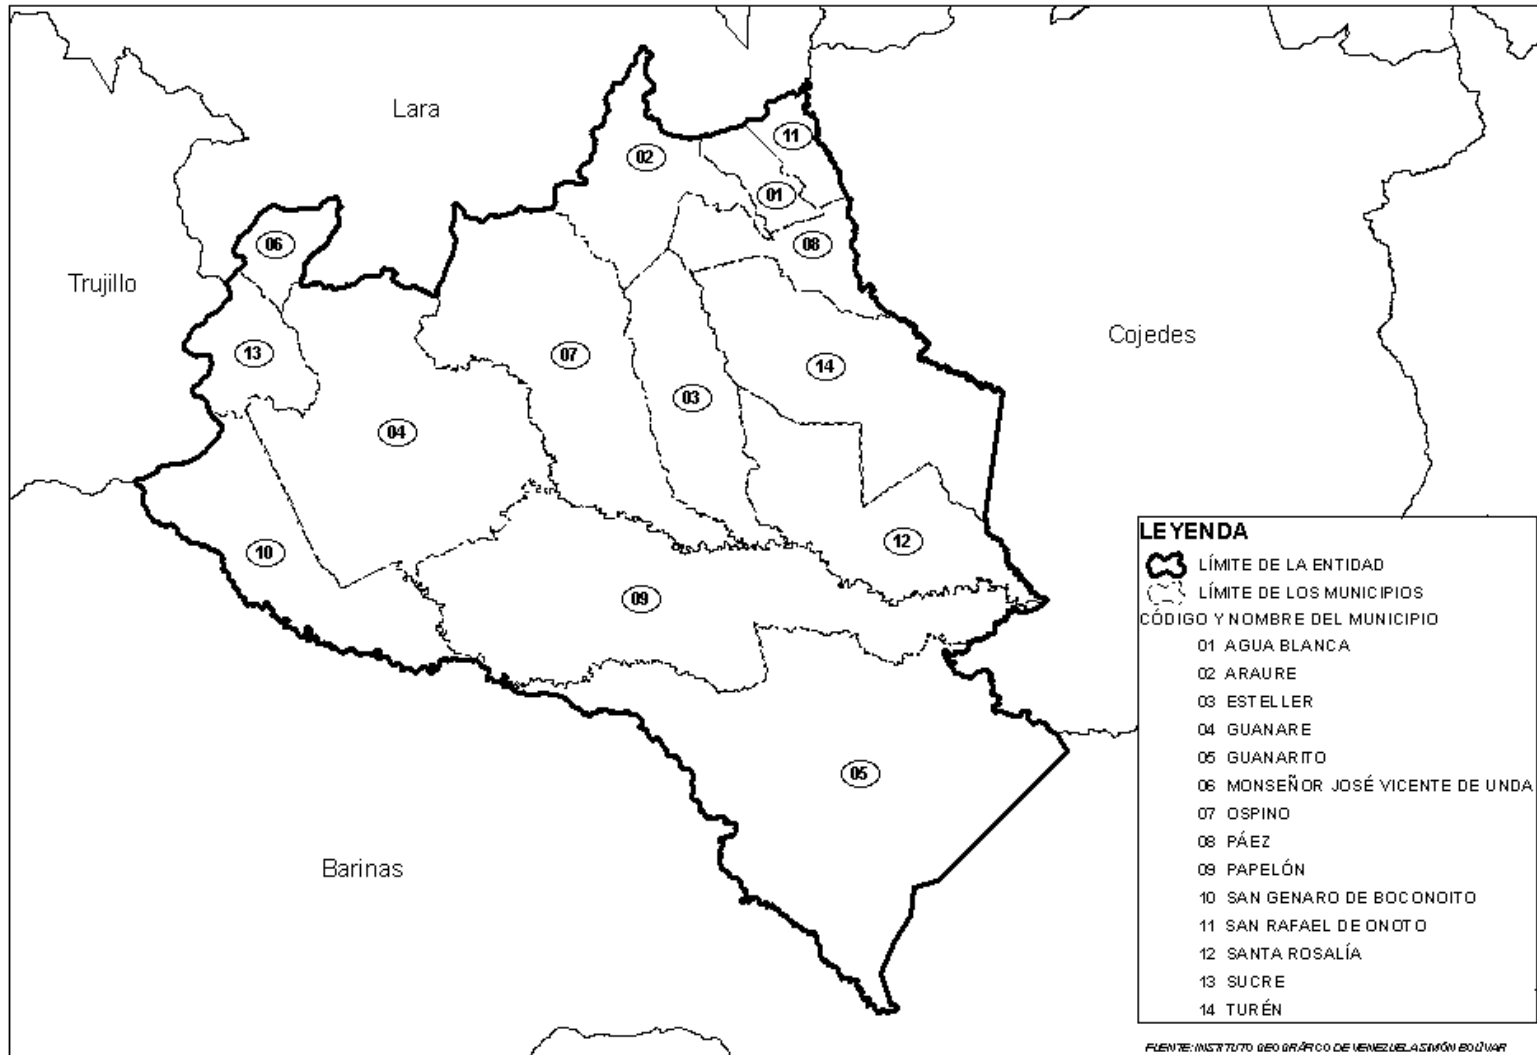 Lara
11
02
01
06
08
Trujillo
Cojedes
13
07
14
03
04
12
10
09
05
Barinas
LEYENDA
LÍMITE DE LA ENTIDAD
LÍMITE DE LOS MUNICIPIOS
CÓDIGO Y NOMBRE DEL MUNICIPIO
01 AGUA BLANCA
02 ARAURE
03 ESTELLER
04 GUANARE
05 GUANARITO
06 MONSEÑOR JOSÉ VICENTE DE UNDA
07 OSPINO
08 PÁEZ
09 PAPELÓN
10 SAN GENARO DE BOCONOITO
11 SAN RAFAEL DE ONOTO
12 SANTA ROSALÍA
13 SUCRE
14 TURÉN
FUENTE: INSTITUTO GEOGRÁFICO DE VENEZUELA SIMÓN BOLÍVAR